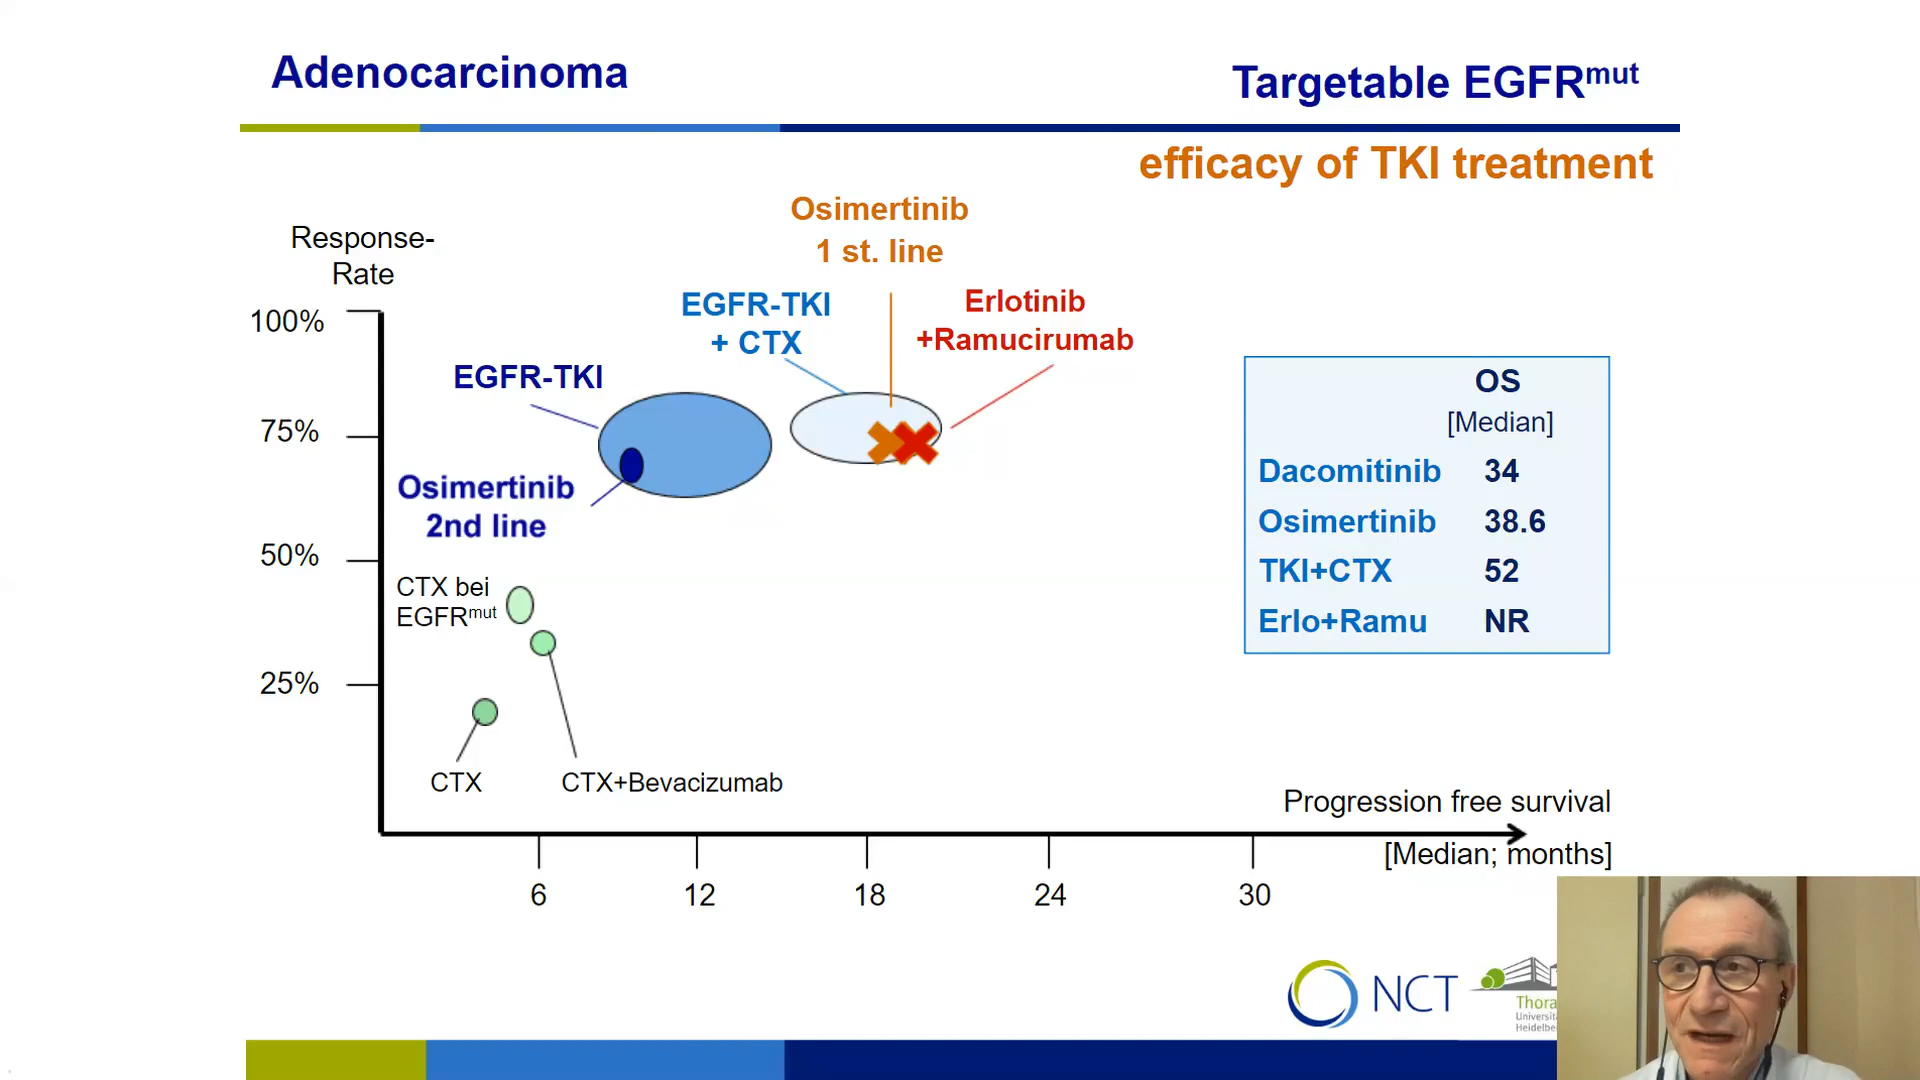 Adenocarcinoma
Targetable EGFRmut
efficacy of TKI treatment
Osimertinib
1 st. line
Response-
Rate
EGFR-TKI
+ CTX
Erlotinib
+Ramucirumab
100%
EGFR-TKI
75%
Osimertinib
2nd line
50%
CTX bei
EGFRmut
25%
CTX
CTX+Bevacizumab
OS
[Median]
Dacomitinib 34
Osimertinib 38.6
TKI+CTX 52
Erlo+Ramu NR
Progression free survival
[Median; months]
6 12 18 24 30
NCT
Thora
Universitä
Heidelbe